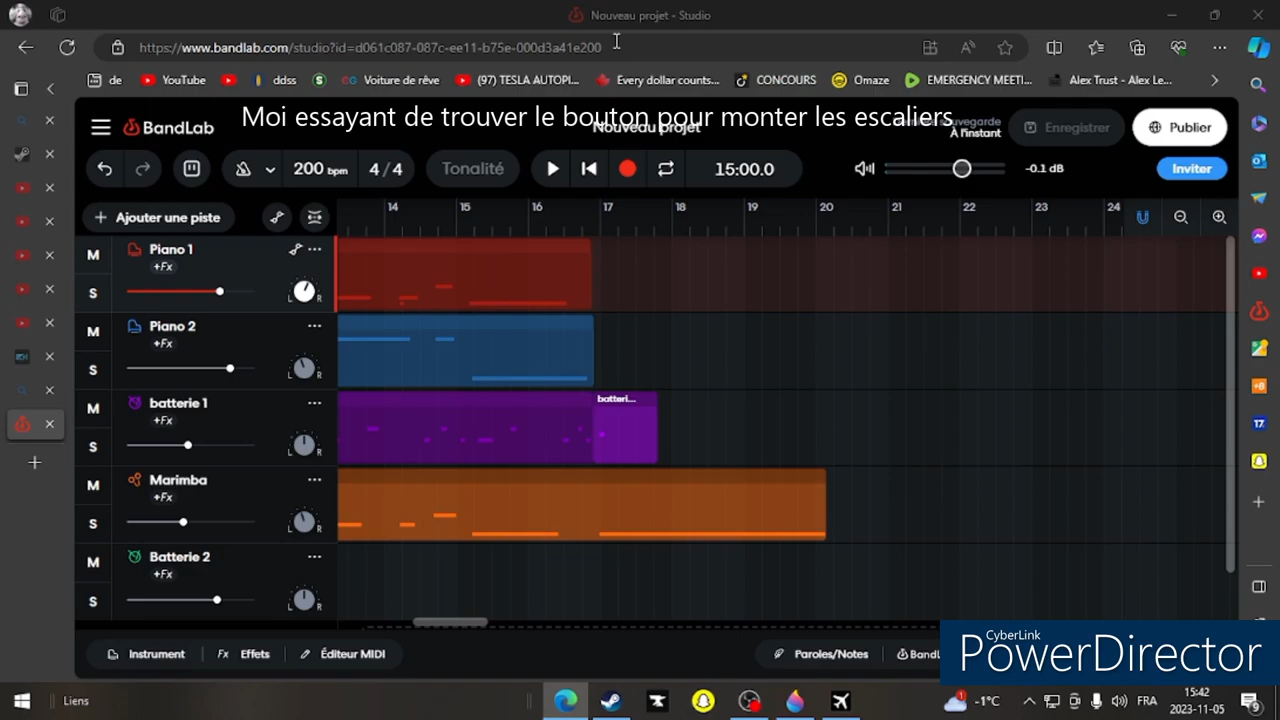 Nouveau projet - Studio
https://www.bandlab.com/studio?id=d061c087-087c-ee11-b75e-000d3a41e200
de
YouTube
ddss
Voiture de rêve
(97) TESLA AUTOPI...
Every dollar counts...
CONCOURS
Omaze
EMERGENCY MEETI...
Alex Trust - Alex Le...
Moi essayant de trouver le bouton pour monter les escaliers
BandLab
Nouveau projet
À l'instant
Enregistrer
Publier
200 bpm
4 / 4
Tonalité
15:00.0
-0.1 dB
Inviter
+ Ajouter une piste
14 15 16 17 18 19 20 21 22 23 24
M Piano 1
+Fx
S L R
M Piano 2
+Fx
S L R
M batterie 1
+Fx
S L R
batteri...
M Marimba
+Fx
S L R
M Batterie 2
+Fx
S L R
Instrument
Fx Effets
Éditeur MIDI
Paroles/Notes
CyberLink
PowerDirector
Liens
-1°C
FRA
15:42
2023-11-05